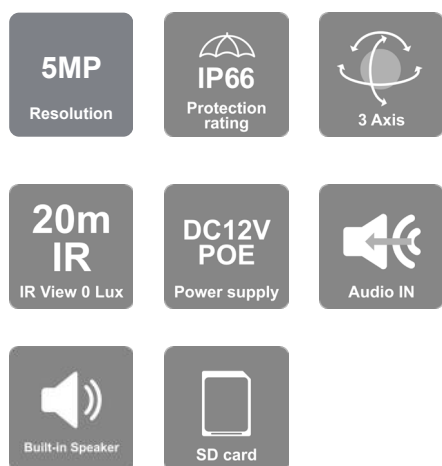 5MP
Resolution
IP66
Protection
rating
3 Axis
20m
IR
IR View 0 Lux
DC12V
POE
Power supply
Audio IN
Built-in Speaker
SD card